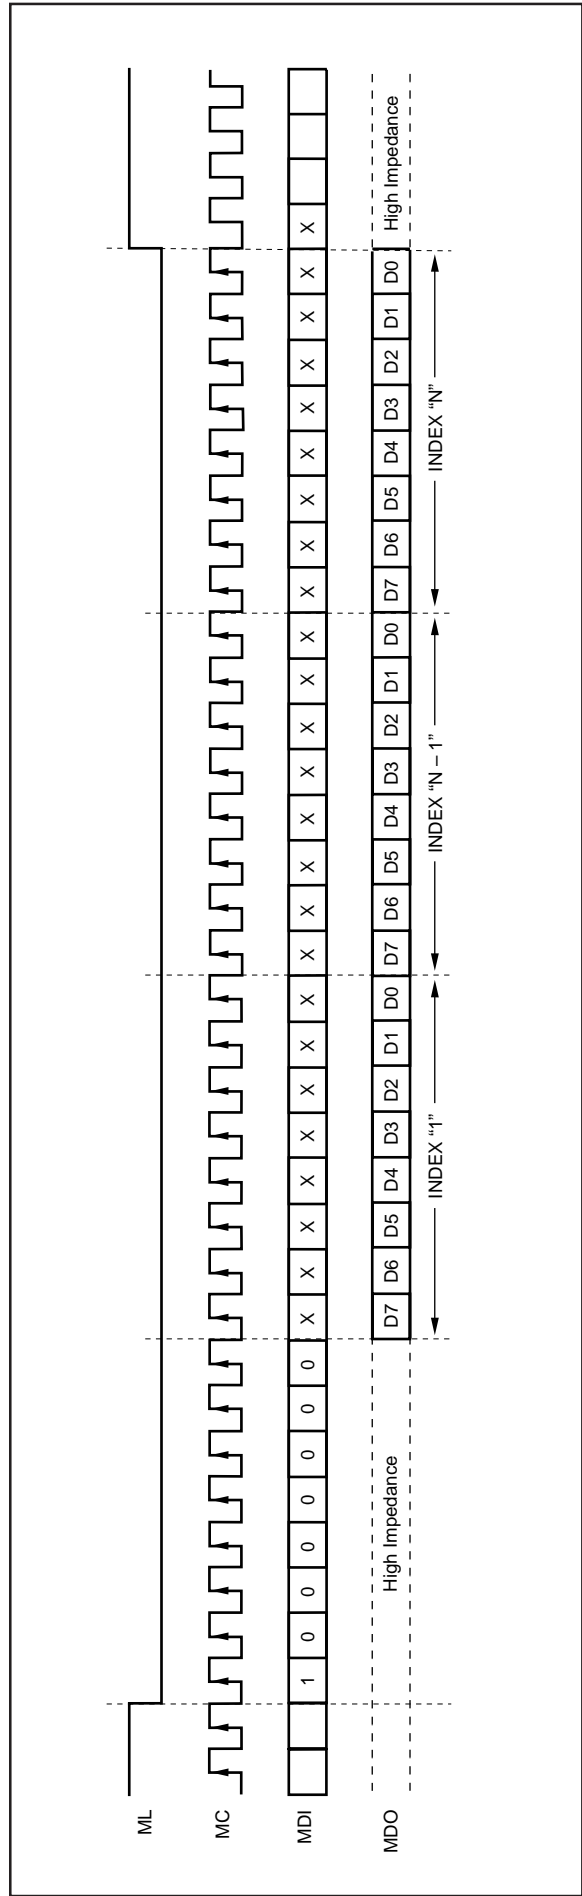 ML
MC
MDI 1 0 0 0 0 0 0 0 X X X X X X X X X X X X X X X X X X X X X X X X X
MDO High Impedance D7 D6 D5 D4 D3 D2 D1 D0 D7 D6 D5 D4 D3 D2 D1 D0 D7 D6 D5 D4 D3 D2 D1 D0 High Impedance
INDEX “1” INDEX “N – 1” INDEX “N”